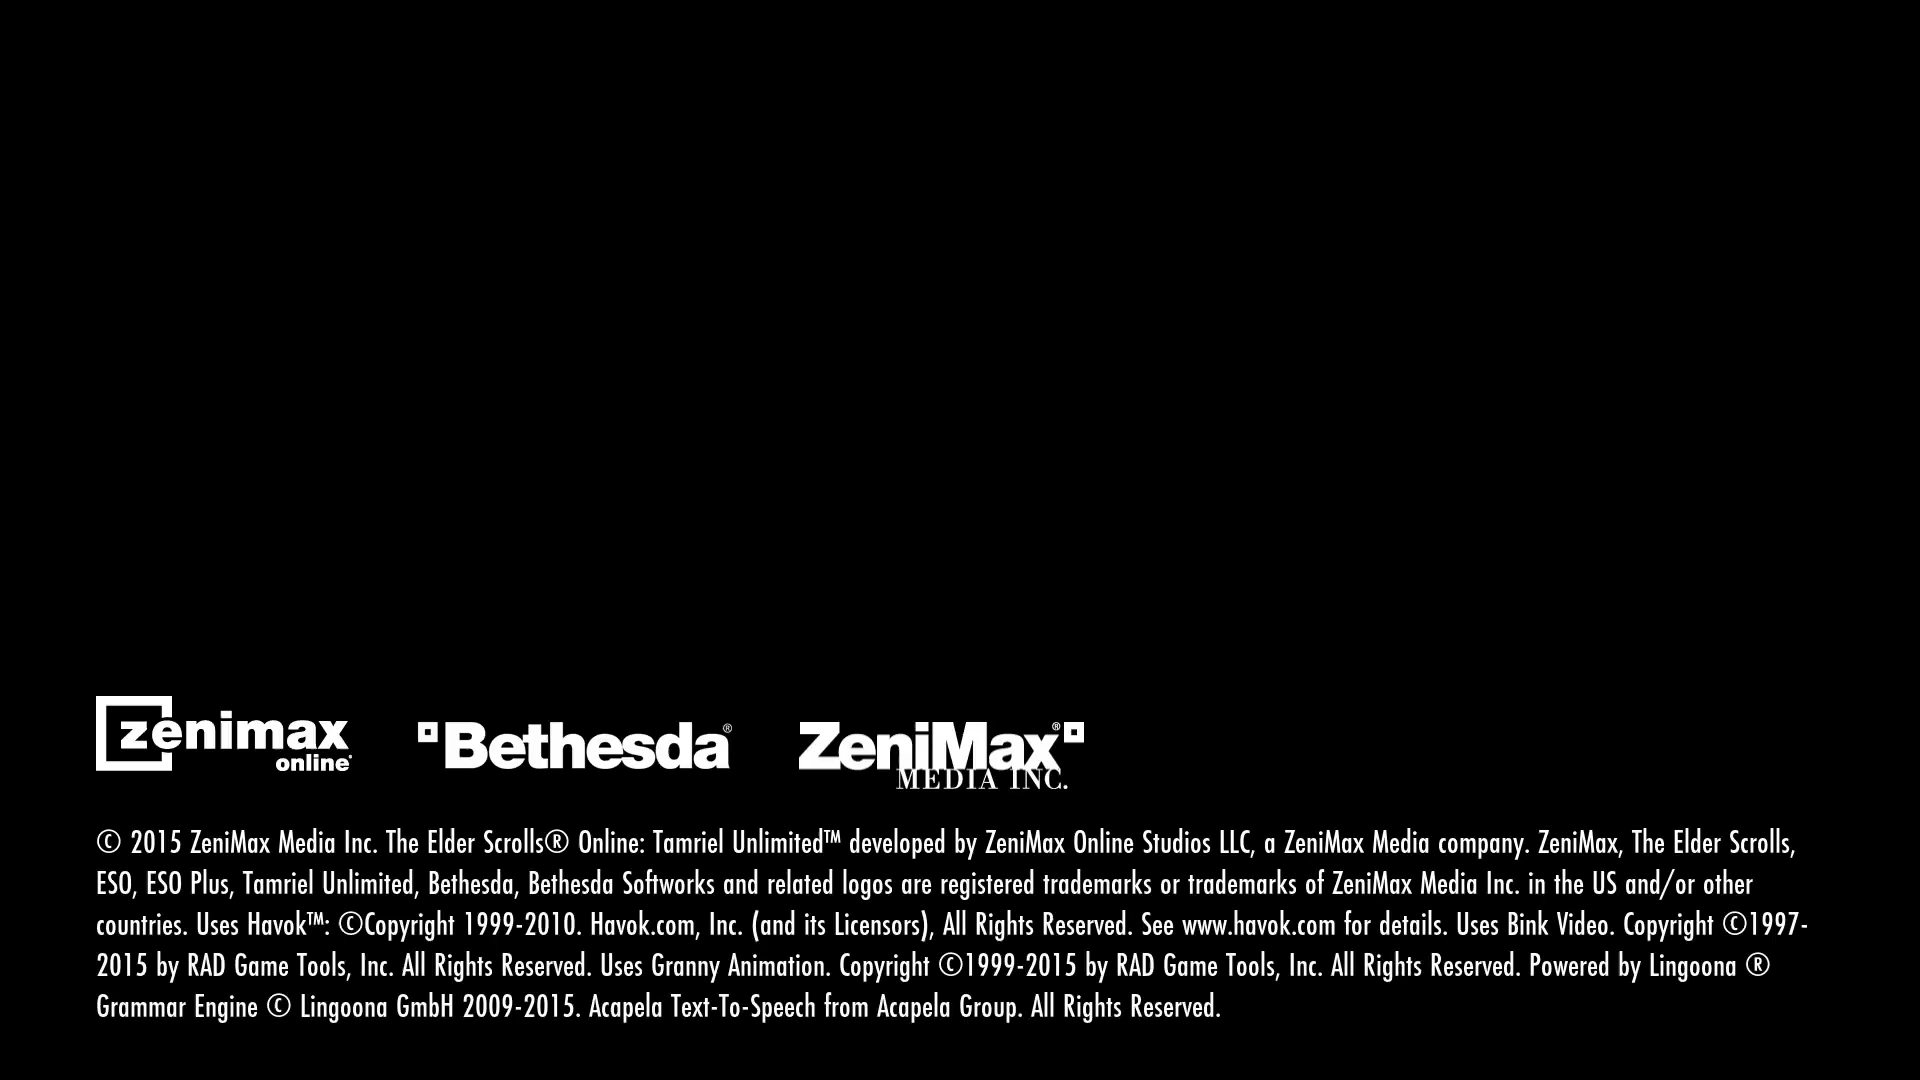 zenimax online®
Bethesda®
ZeniMax®
MEDIA INC.
© 2015 ZeniMax Media Inc. The Elder Scrolls® Online: Tamriel Unlimited™ developed by ZeniMax Online Studios LLC, a ZeniMax Media company. ZeniMax, The Elder Scrolls,
ESO, ESO Plus, Tamriel Unlimited, Bethesda, Bethesda Softworks and related logos are registered trademarks or trademarks of ZeniMax Media Inc. in the US and/or other
countries. Uses Havok™: ©Copyright 1999-2010. Havok.com, Inc. (and its Licensors), All Rights Reserved. See www.havok.com for details. Uses Bink Video. Copyright ©1997-
2015 by RAD Game Tools, Inc. All Rights Reserved. Uses Granny Animation. Copyright ©1999-2015 by RAD Game Tools, Inc. All Rights Reserved. Powered by Lingoona ®
Grammar Engine © Lingoona GmbH 2009-2015. Acapela Text-To-Speech from Acapela Group. All Rights Reserved.